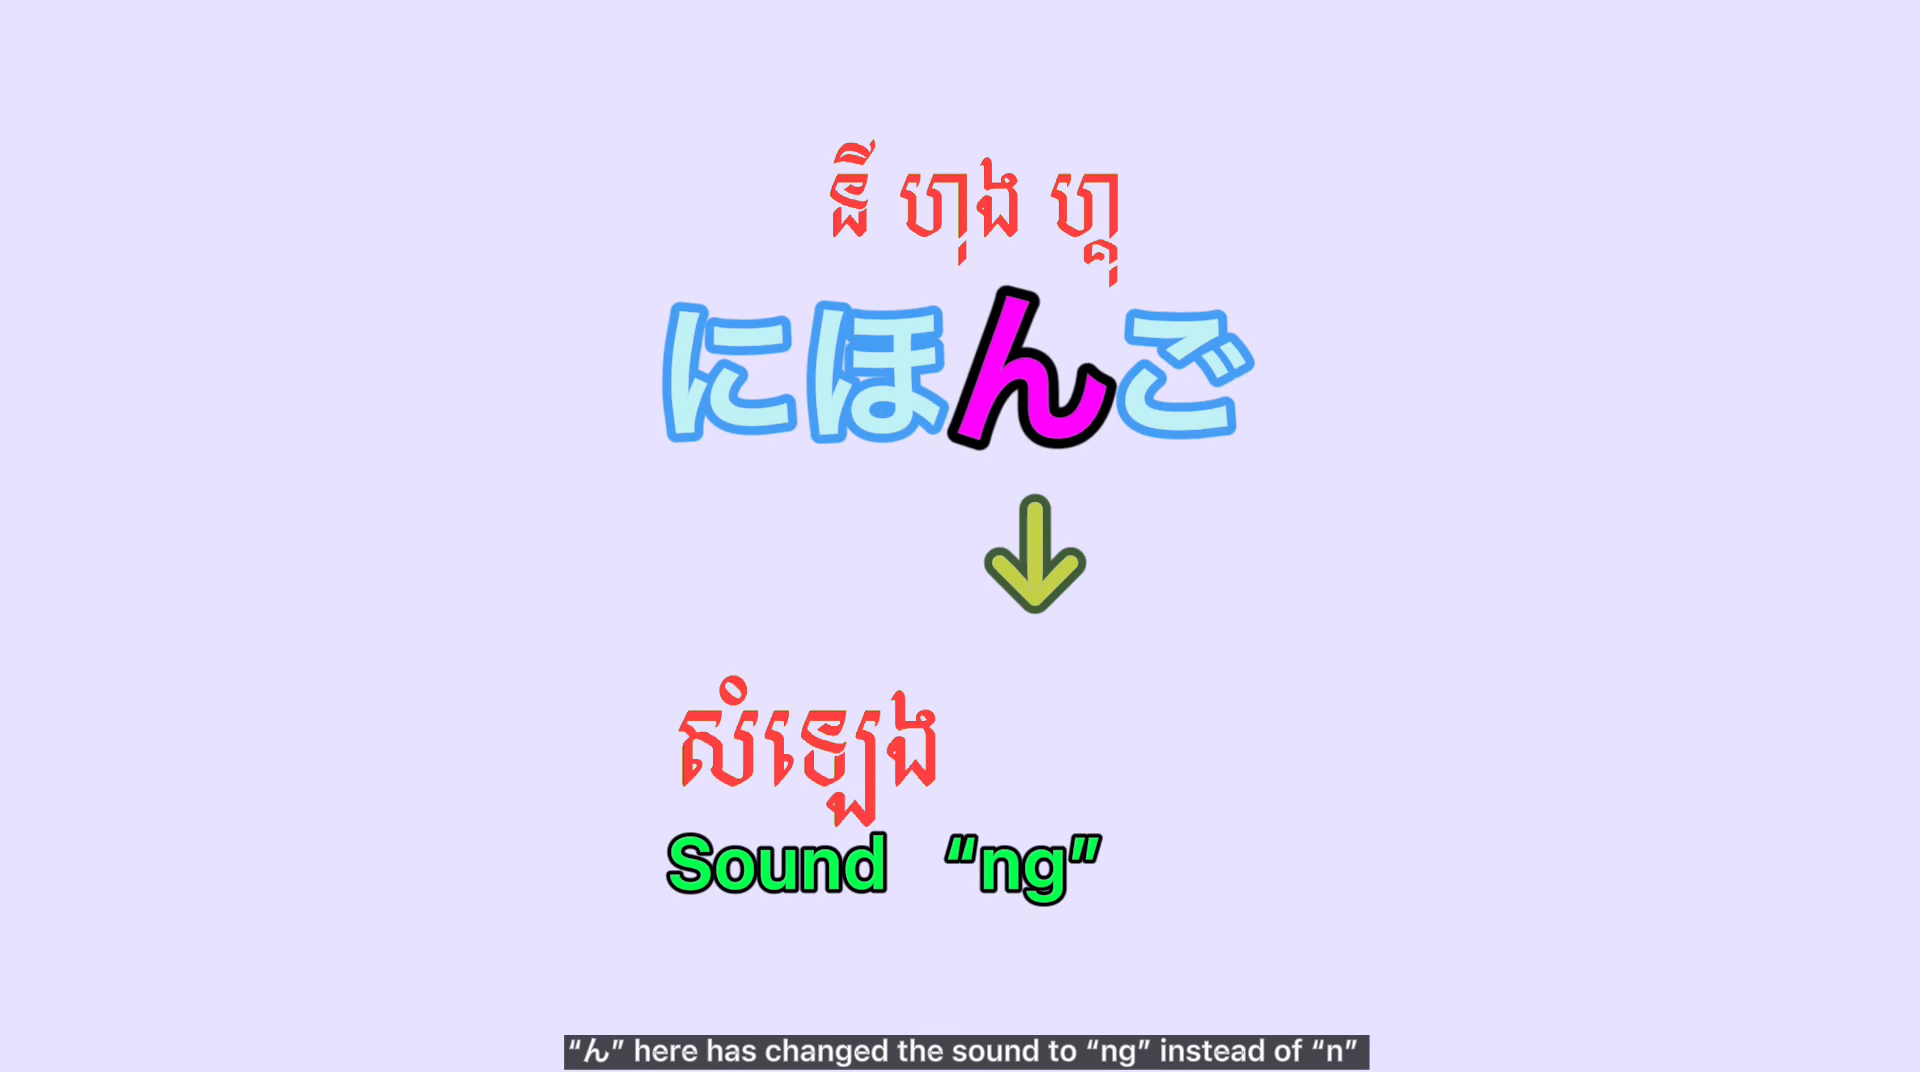 នី ហុង ហ្គុ
にほんご
សំឡេង
Sound “ng”
“ん” here has changed the sound to “ng” instead of “n”